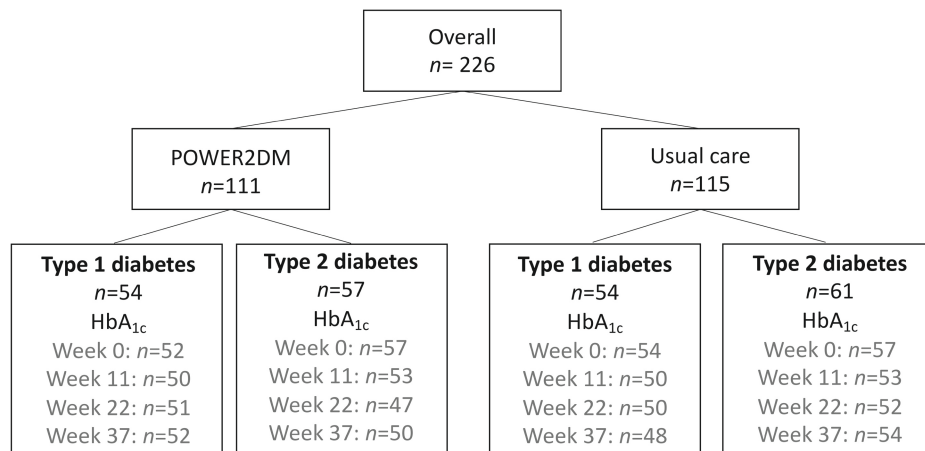 Overall
n= 226
POWER2DM
n=111
Usual care
n=115
Type 1 diabetes
n=54
HbA1c
Week 0: n=52
Week 11: n=50
Week 22: n=51
Week 37: n=52
Type 2 diabetes
n=57
HbA1c
Week 0: n=57
Week 11: n=53
Week 22: n=47
Week 37: n=50
Type 1 diabetes
n=54
HbA1c
Week 0: n=54
Week 11: n=50
Week 22: n=50
Week 37: n=48
Type 2 diabetes
n=61
HbA1c
Week 0: n=57
Week 11: n=53
Week 22: n=52
Week 37: n=54